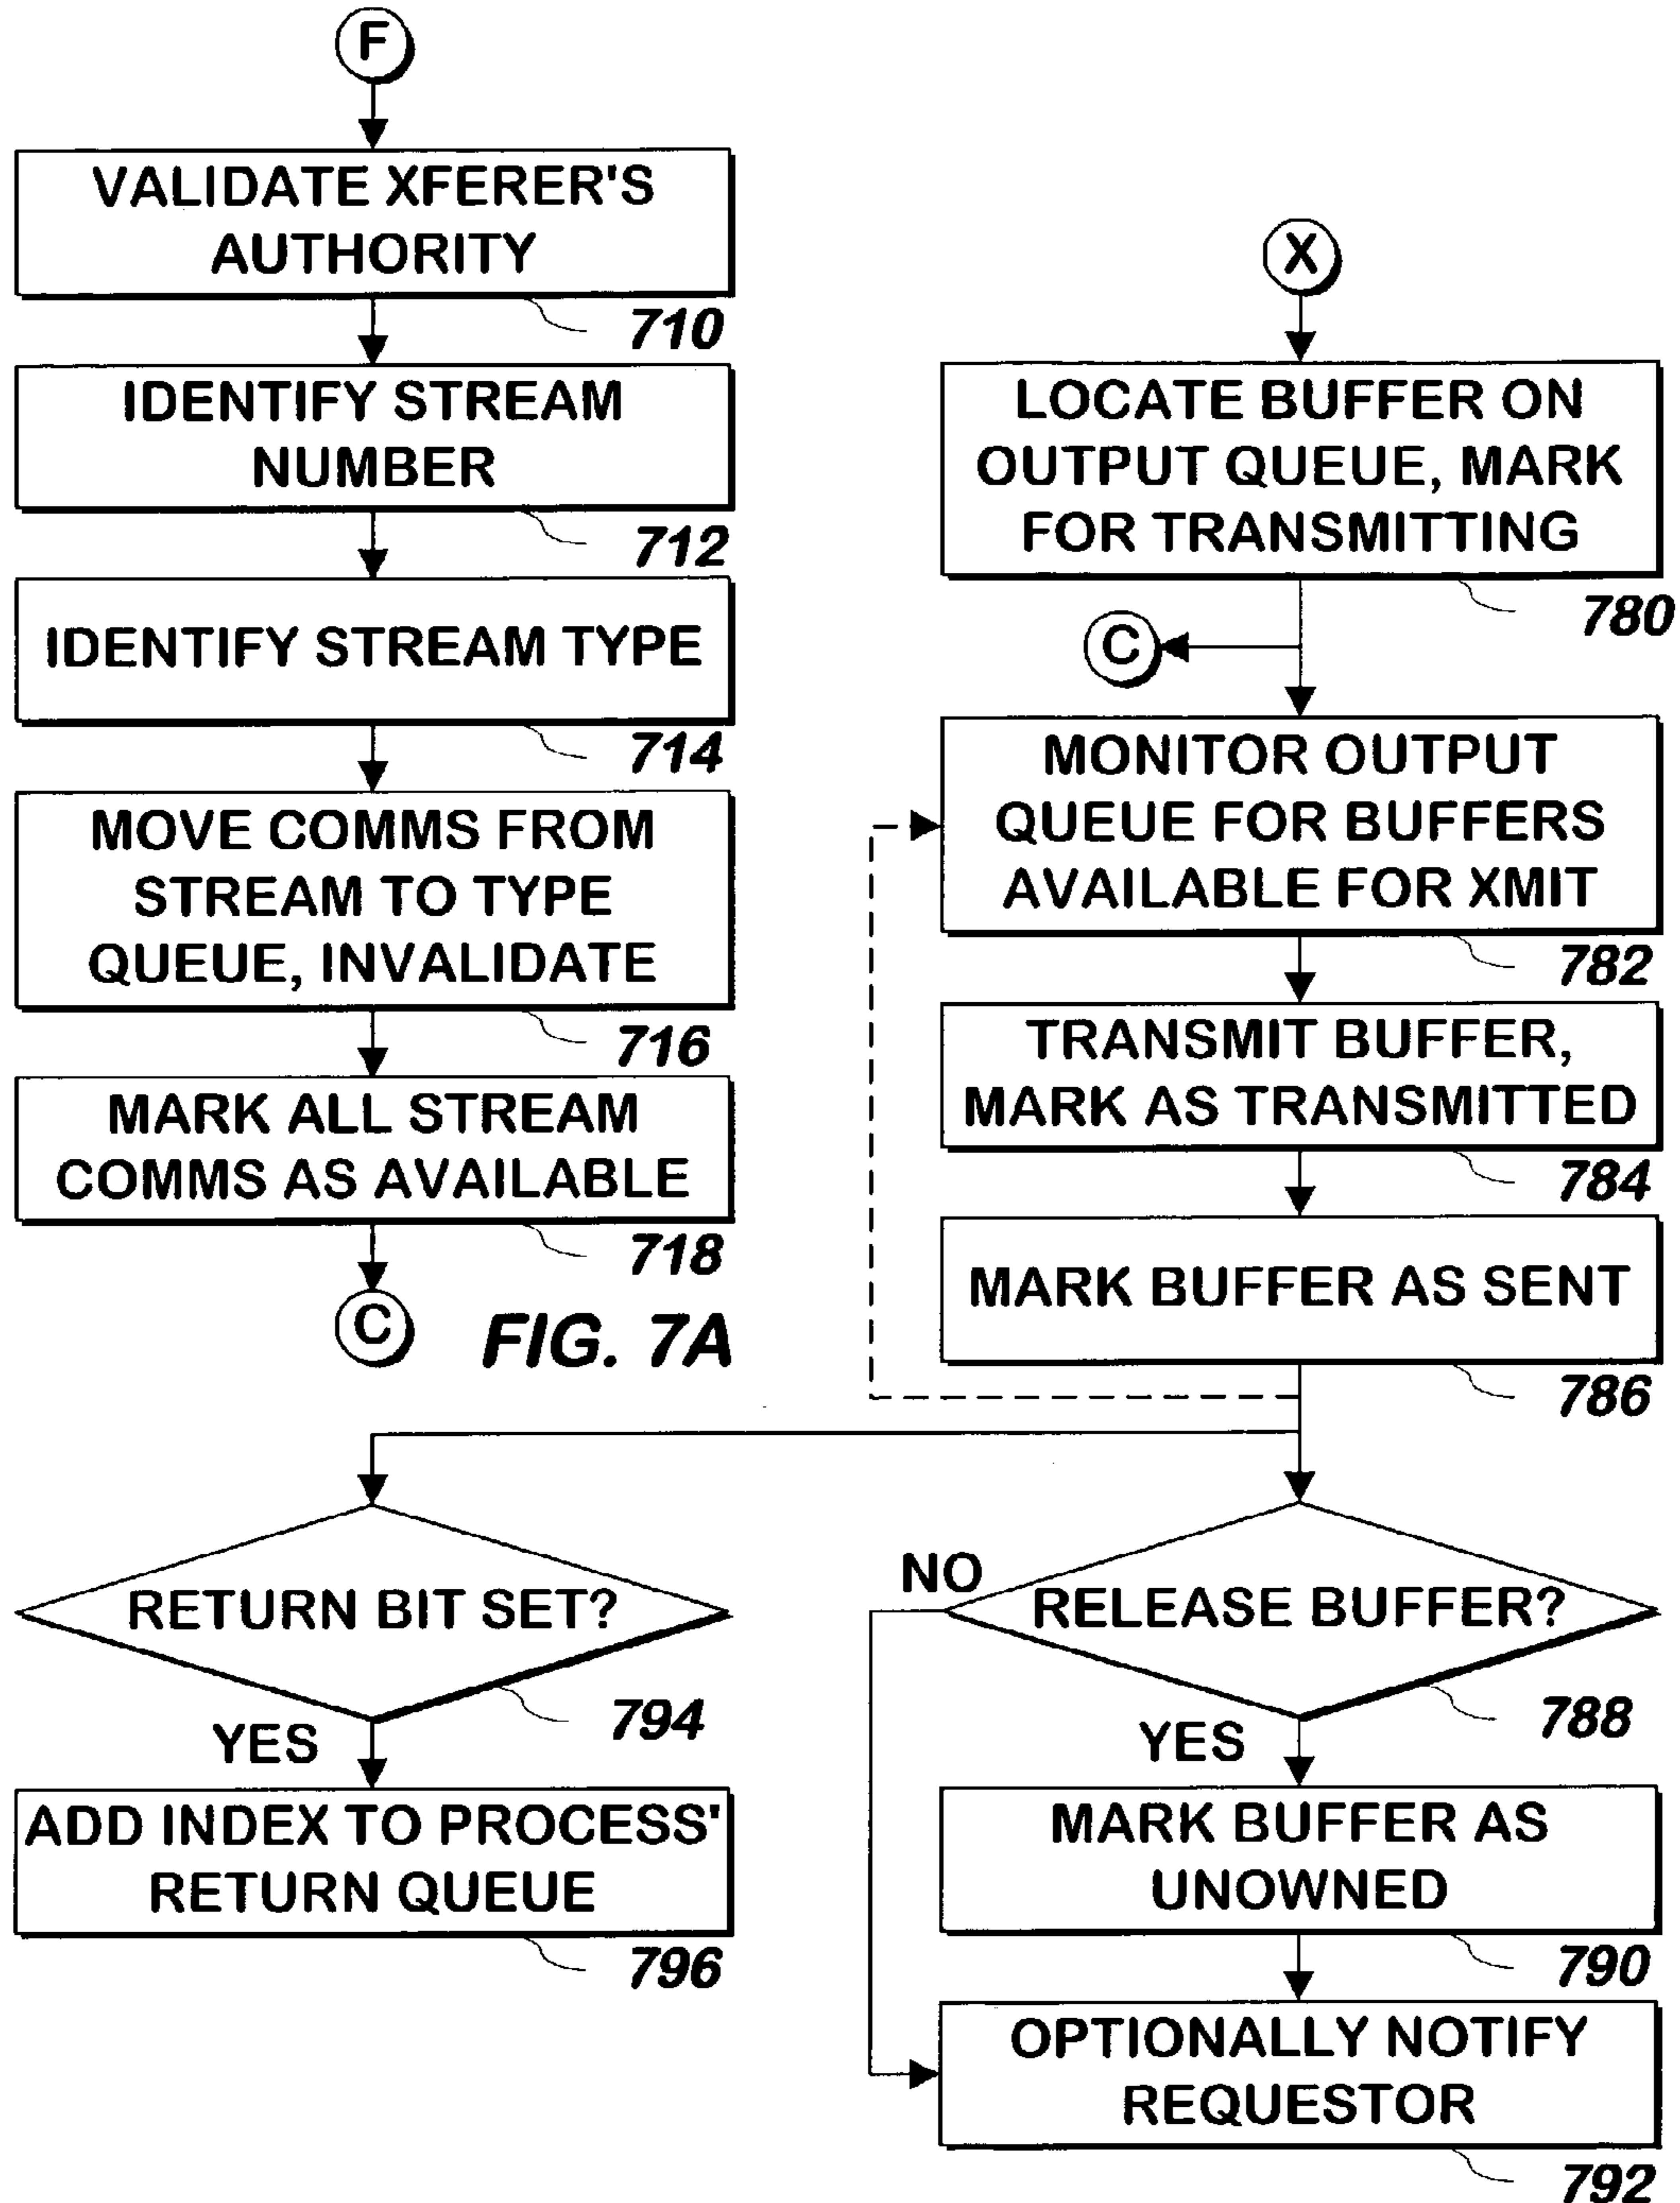 F
VALIDATE XFERER'S
AUTHORITY
710
IDENTIFY STREAM
NUMBER
712
IDENTIFY STREAM TYPE
714
MOVE COMMS FROM
STREAM TO TYPE
QUEUE, INVALIDATE
716
MARK ALL STREAM
COMMS AS AVAILABLE
718
C
FIG. 7A
X
LOCATE BUFFER ON
OUTPUT QUEUE, MARK
FOR TRANSMITTING
780
C
MONITOR OUTPUT
QUEUE FOR BUFFERS
AVAILABLE FOR XMIT
782
TRANSMIT BUFFER,
MARK AS TRANSMITTED
784
MARK BUFFER AS SENT
786
RETURN BIT SET?
794
YES
ADD INDEX TO PROCESS'
RETURN QUEUE
796
NO
RELEASE BUFFER?
788
YES
MARK BUFFER AS
UNOWNED
790
OPTIONALLY NOTIFY
REQUESTOR
792